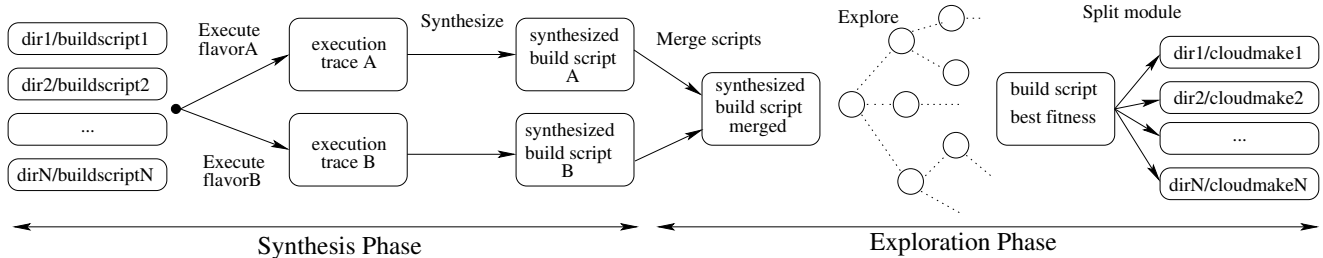 dir1/buildscript1
dir2/buildscript2
...
dirN/buildscriptN
Execute
flavorA
Execute
flavorB
execution
trace A
execution
trace B
Synthesize
synthesized
build script
A
synthesized
build script
B
Merge scripts
synthesized
build script
merged
Explore
build script
best fitness
Split module
dir1/cloudmake1
dir2/cloudmake2
...
dirN/cloudmakeN
Synthesis Phase
Exploration Phase